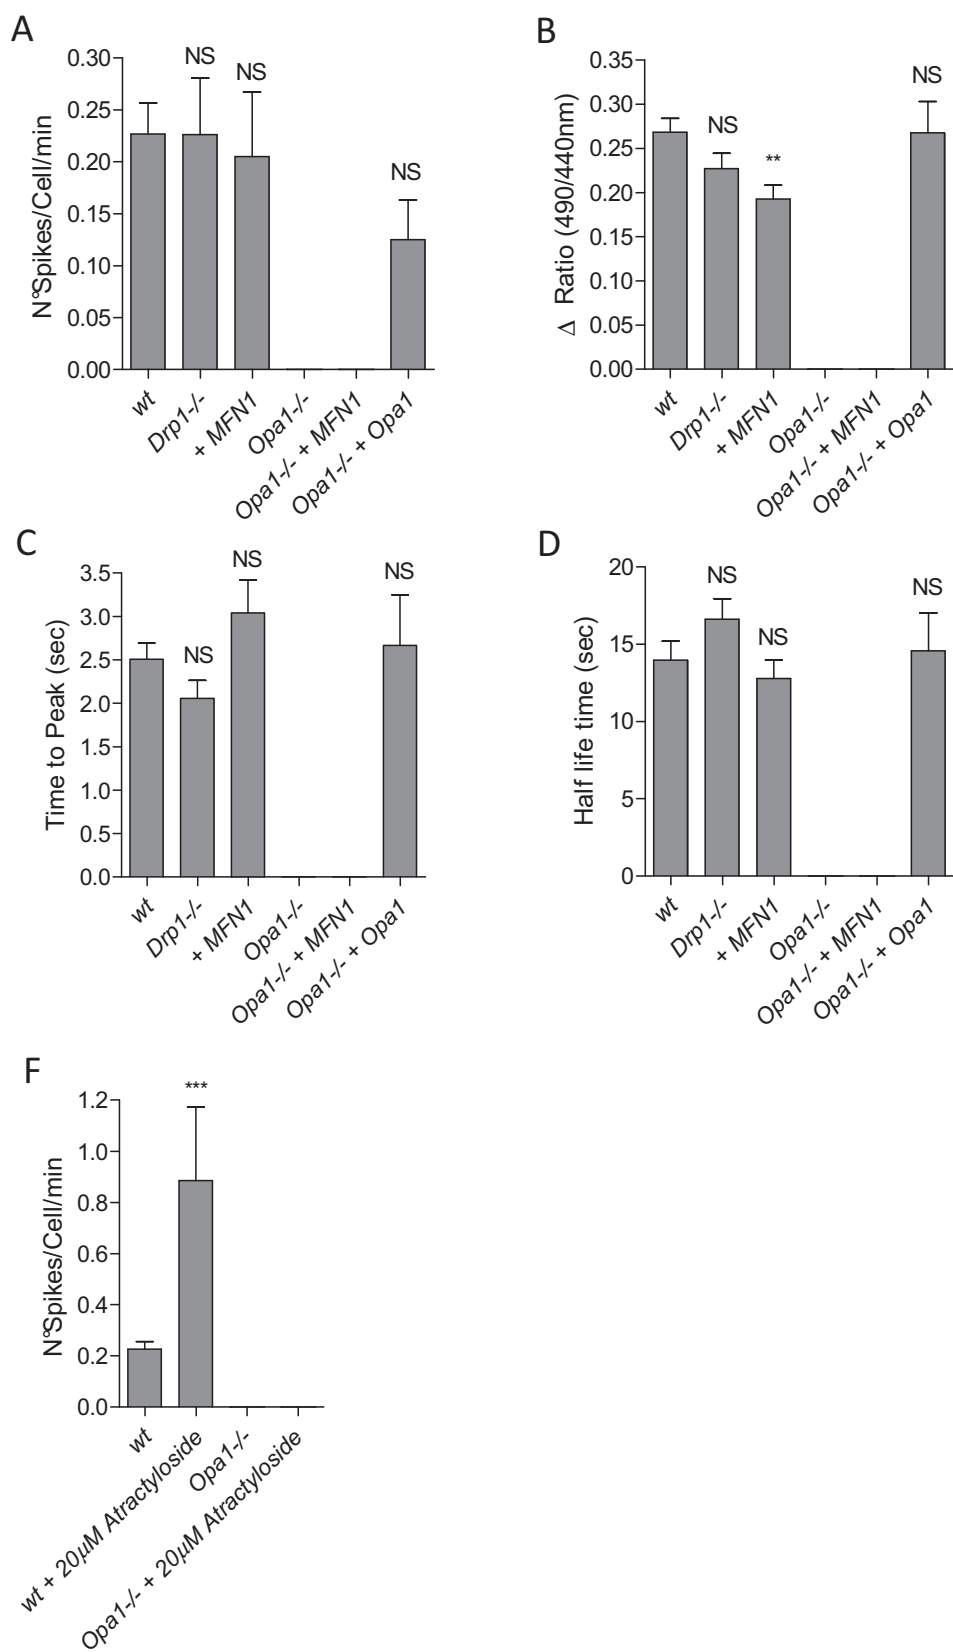 A
N°Spikes/Cell/min
0.30
0.25
0.20
0.15
0.10
0.05
0.00
NS
NS
NS
wt
Drp1-/-
+ MFN1
Opa1-/-
Opa1-/- + MFN1
Opa1-/- + Opa1
B
Δ Ratio (490/440nm)
0.35
0.30
0.25
0.20
0.15
0.10
0.05
0.00
NS
**
NS
wt
Drp1-/-
+ MFN1
Opa1-/-
Opa1-/- + MFN1
Opa1-/- + Opa1
C
Time to Peak (sec)
3.5
3.0
2.5
2.0
1.5
1.0
0.5
0.0
NS
NS
NS
wt
Drp1-/-
+ MFN1
Opa1-/-
Opa1-/- + MFN1
Opa1-/- + Opa1
D
Half life time (sec)
20
15
10
5
0
NS
NS
NS
wt
Drp1-/-
+ MFN1
Opa1-/-
Opa1-/- + MFN1
Opa1-/- + Opa1
F
N°Spikes/Cell/min
1.2
1.0
0.8
0.6
0.4
0.2
0.0
***
wt
wt + 20µM Atractyloside
Opa1-/-
Opa1-/- + 20µM Atractyloside